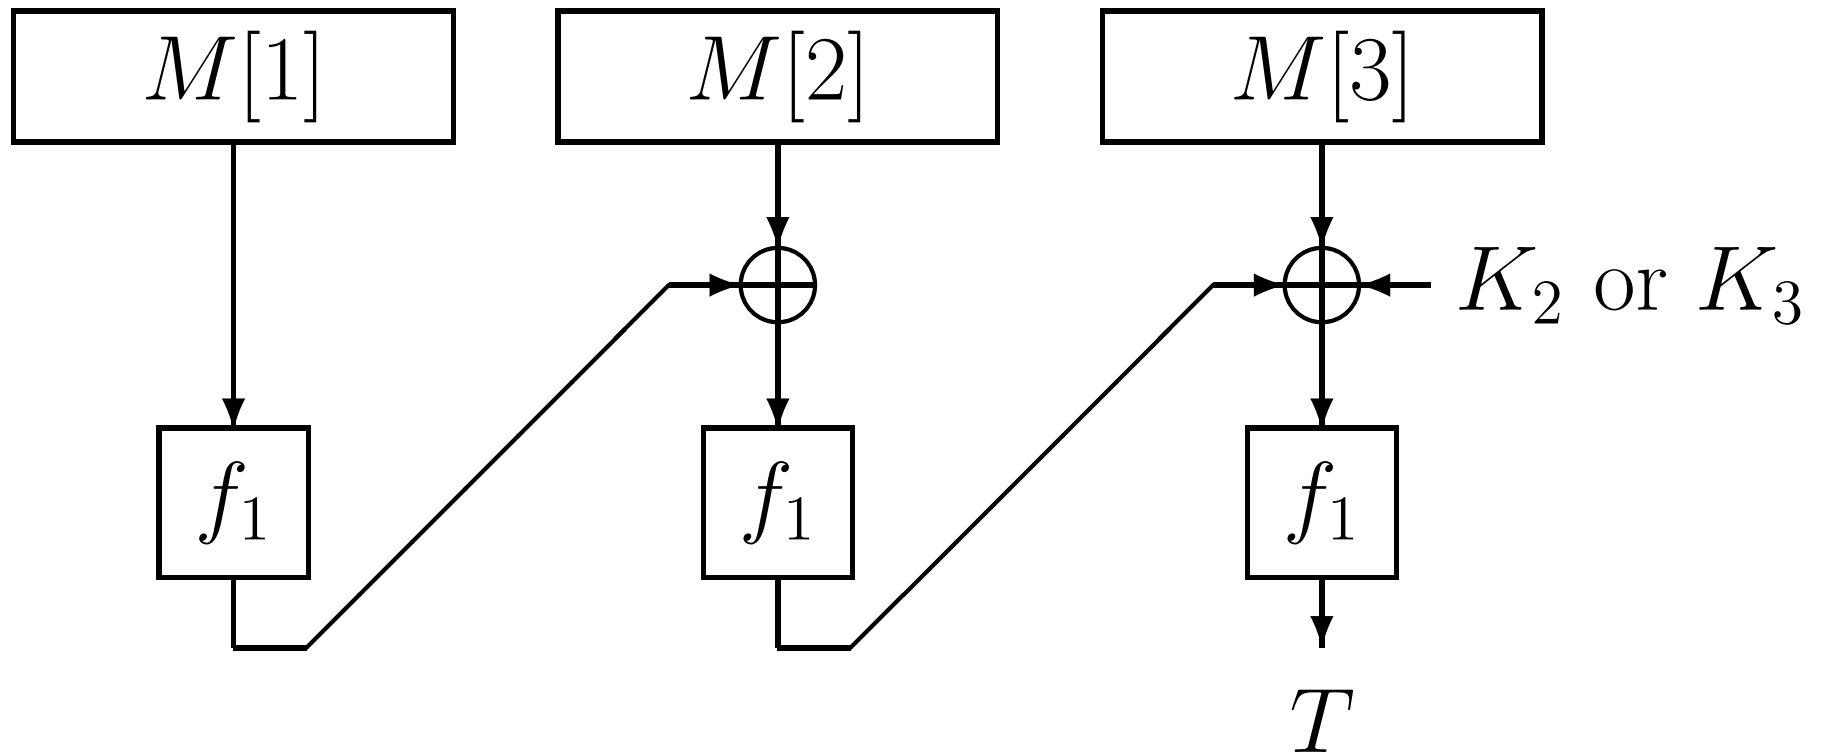 M[1] M[2] M[3]
K₂ or K₃
f₁ f₁ f₁
T